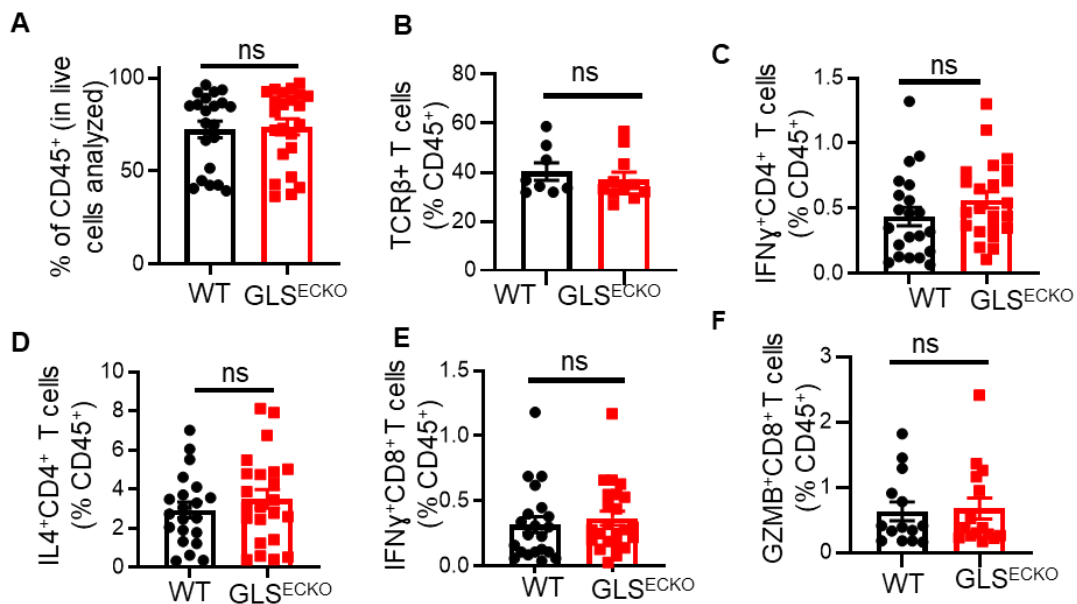 A
% of CD45⁺ (in live
cells analyzed)
ns
100
50
0
WT
GLSᴱᶜᴷᴼ
B
TCRβ+ T cells
(% CD45⁺)
ns
80
60
40
20
0
WT
GLSᴱᶜᴷᴼ
C
IFNɣ⁺CD4⁺ T cells
(% CD45⁺)
ns
1.5
1.0
0.5
0.0
WT
GLSᴱᶜᴷᴼ
D
IL4⁺CD4⁺ T cells
(% CD45⁺)
ns
10
8
6
4
2
0
WT
GLSᴱᶜᴷᴼ
E
IFNɣ⁺CD8⁺ T cells
(% CD45⁺)
ns
1.5
1.0
0.5
0.0
WT
GLSᴱᶜᴷᴼ
F
GZMB⁺CD8⁺ T cells
(% CD45⁺)
ns
3
2
1
0
WT
GLSᴱᶜᴷᴼ